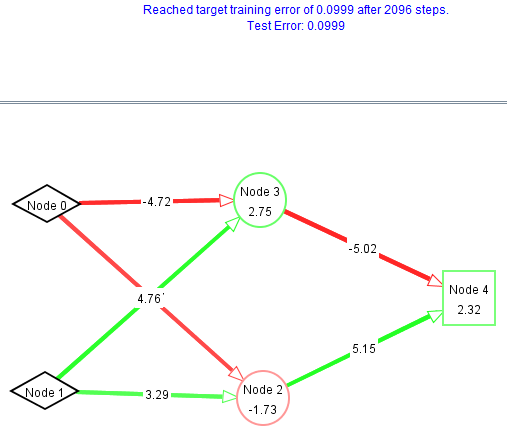 Reached target training error of 0.0999 after 2096 steps.
Test Error: 0.0999
Node 0
-4.72
Node 3
2.75
-5.02
4.76
Node 4
2.32
5.15
Node 1
3.29
Node 2
-1.73